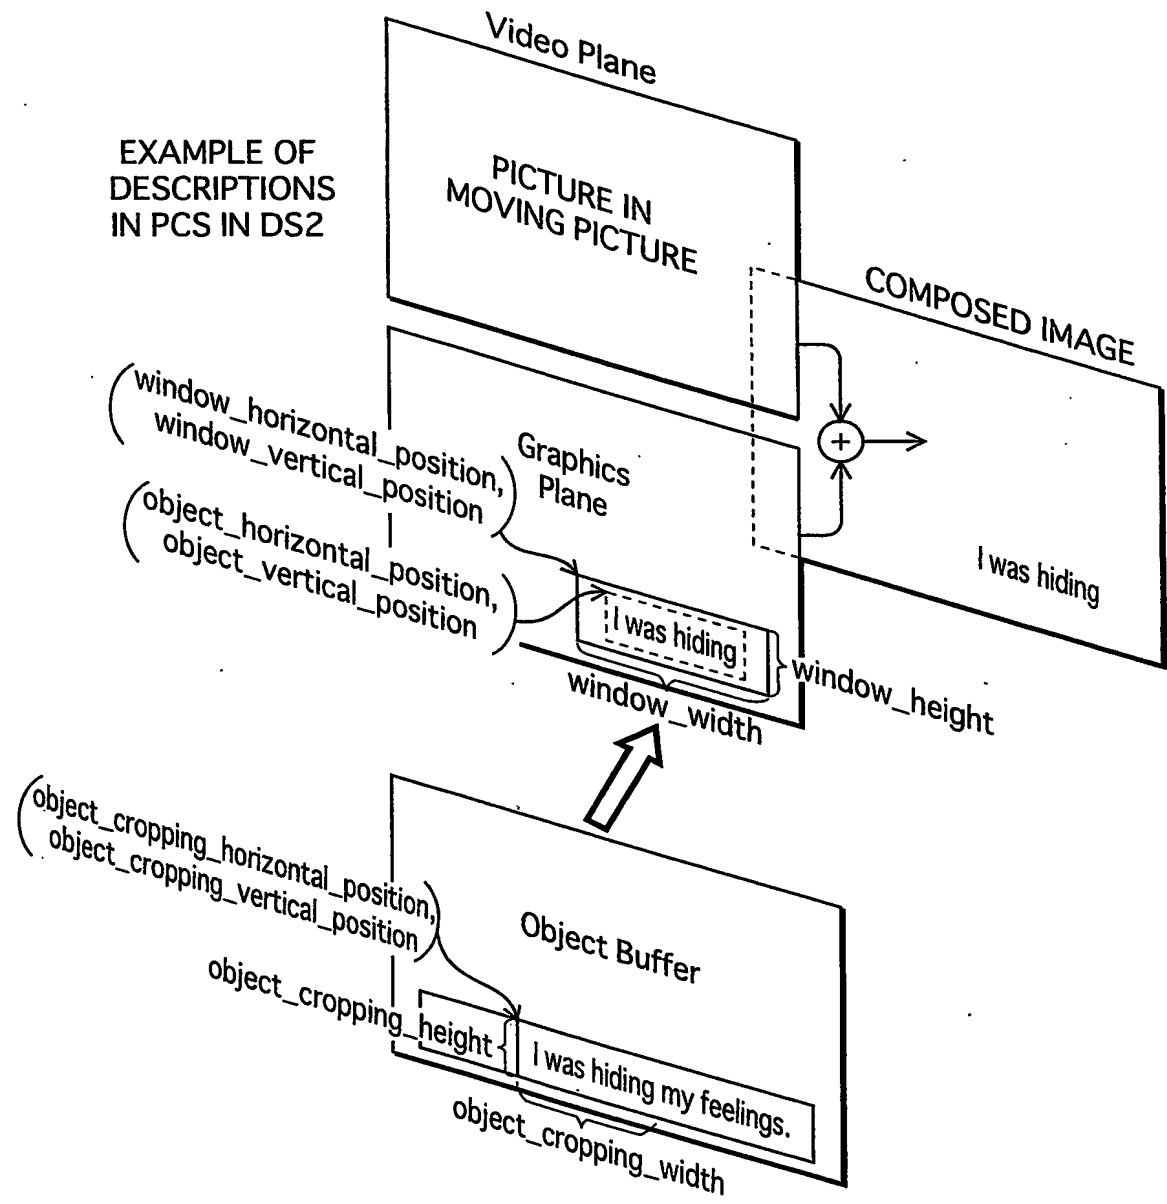 Video Plane
EXAMPLE OF
DESCRIPTIONS
IN PCS IN DS2
PICTURE IN
MOVING PICTURE
COMPOSED IMAGE
(window_horizontal_position,
window_vertical_position)
Graphics
Plane
(object_horizontal_position,
object_vertical_position)
+
I was hiding
I was hiding
window_height
window_width
(object_cropping_horizontal_position,
object_cropping_vertical_position)
Object Buffer
object_cropping_height
I was hiding my feelings.
object_cropping_width